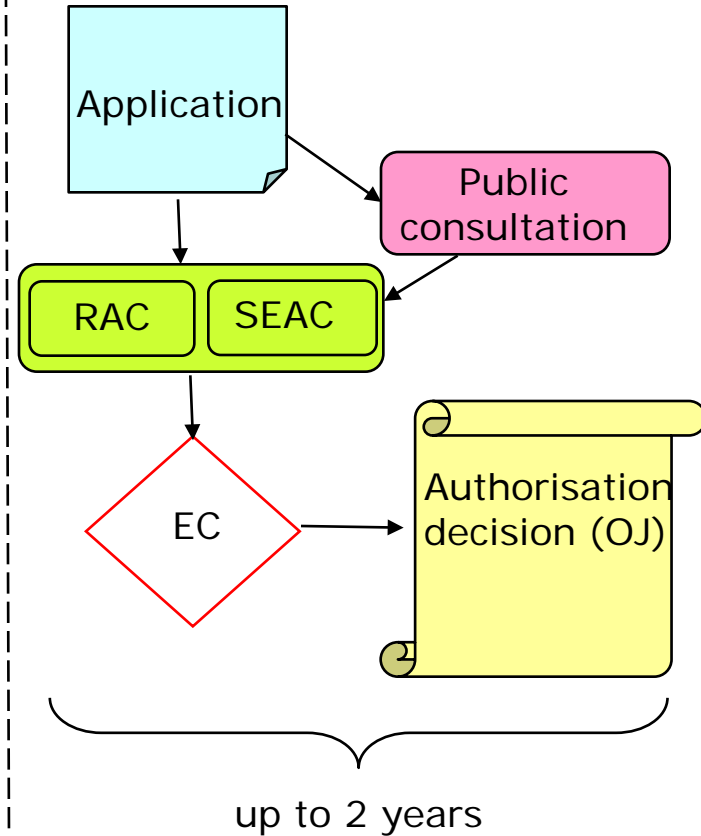 Application
Public
consultation
RAC
SEAC
EC
Authorisation
decision (OJ)
up to 2 years